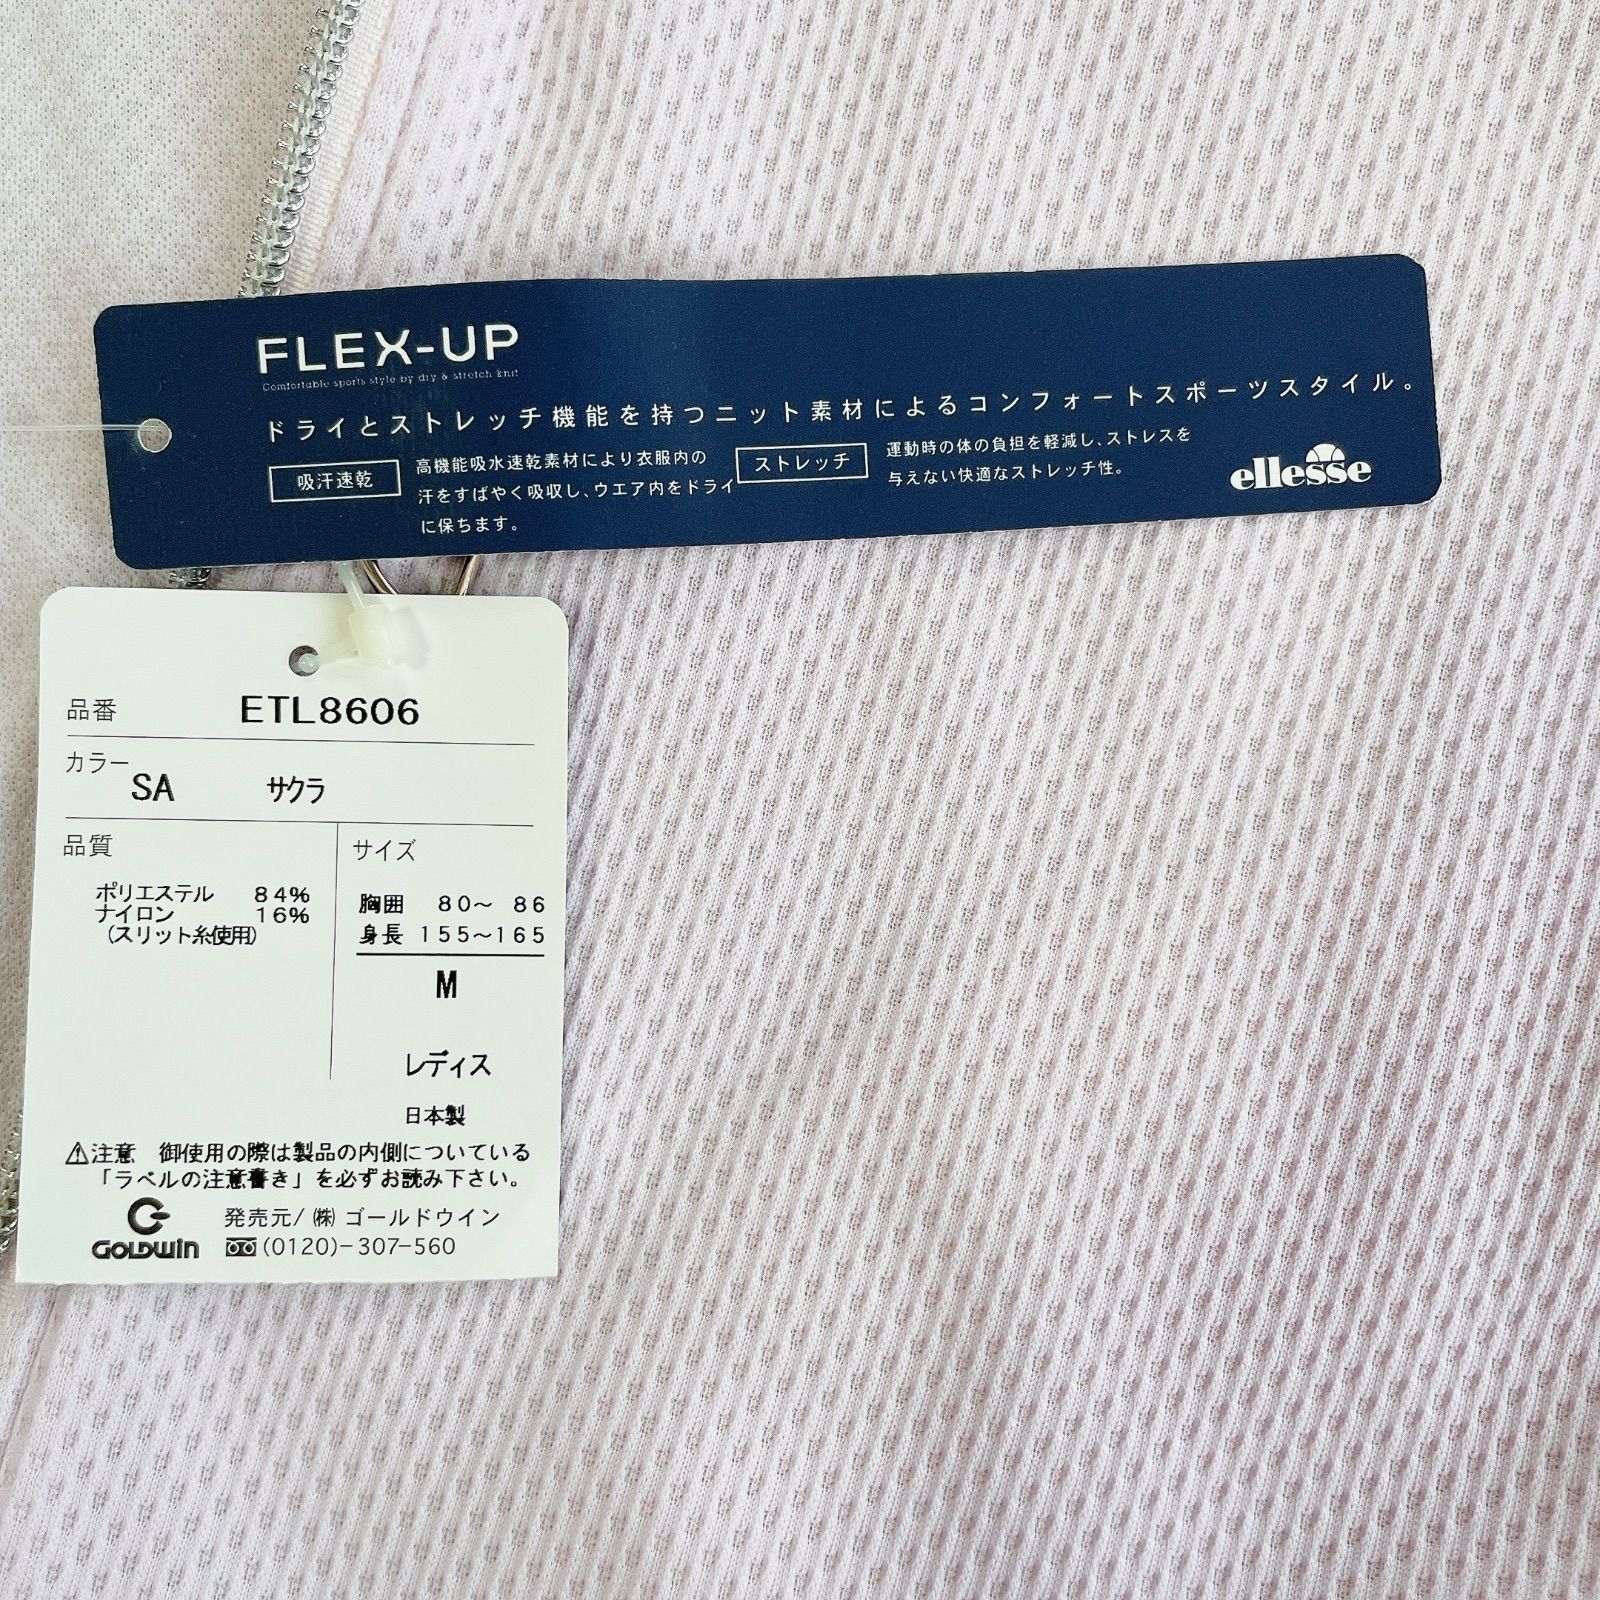 FLEX-UP
Comfortable sports style by dry & stretch knit
ドライとストレッチ機能を持つニット素材によるコンフォートスポーツスタイル。
吸汗速乾
高機能吸水速乾素材により衣服内の
汗をすばやく吸収し、ウエア内をドライ
に保ちます。
ストレッチ
運動時の体の負担を軽減し、ストレスを
与えない快適なストレッチ性。
ellesse
品番 ETL8606
カラー
SA サクラ
品質
ポリエステル 84%
ナイロン 16%
(スリット糸使用)
サイズ
胸囲 80～ 86
身長 155～165
M
レディス
日本製
⚠注意 御使用の際は製品の内側についている
「ラベルの注意書き」を必ずお読み下さい。
GOLDWIN
発売元/ ㈱ ゴールドウイン
(0120)-307-560